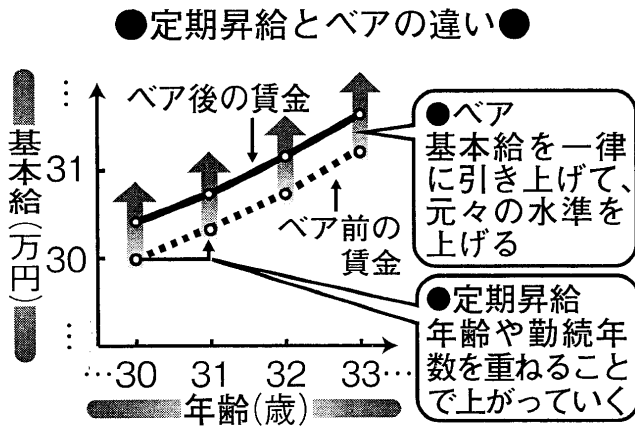 ●定期昇給とベアの違い●
基本給(万円)
⋮
31
30
⋮
ベア後の賃金
ベア前の
賃金
●ベア
基本給を一律
に引き上げて、
元々の水準を
上げる
●定期昇給
年齢や勤続年
数を重ねること
で上がっていく
…30 31 32 33…
年齢(歳)